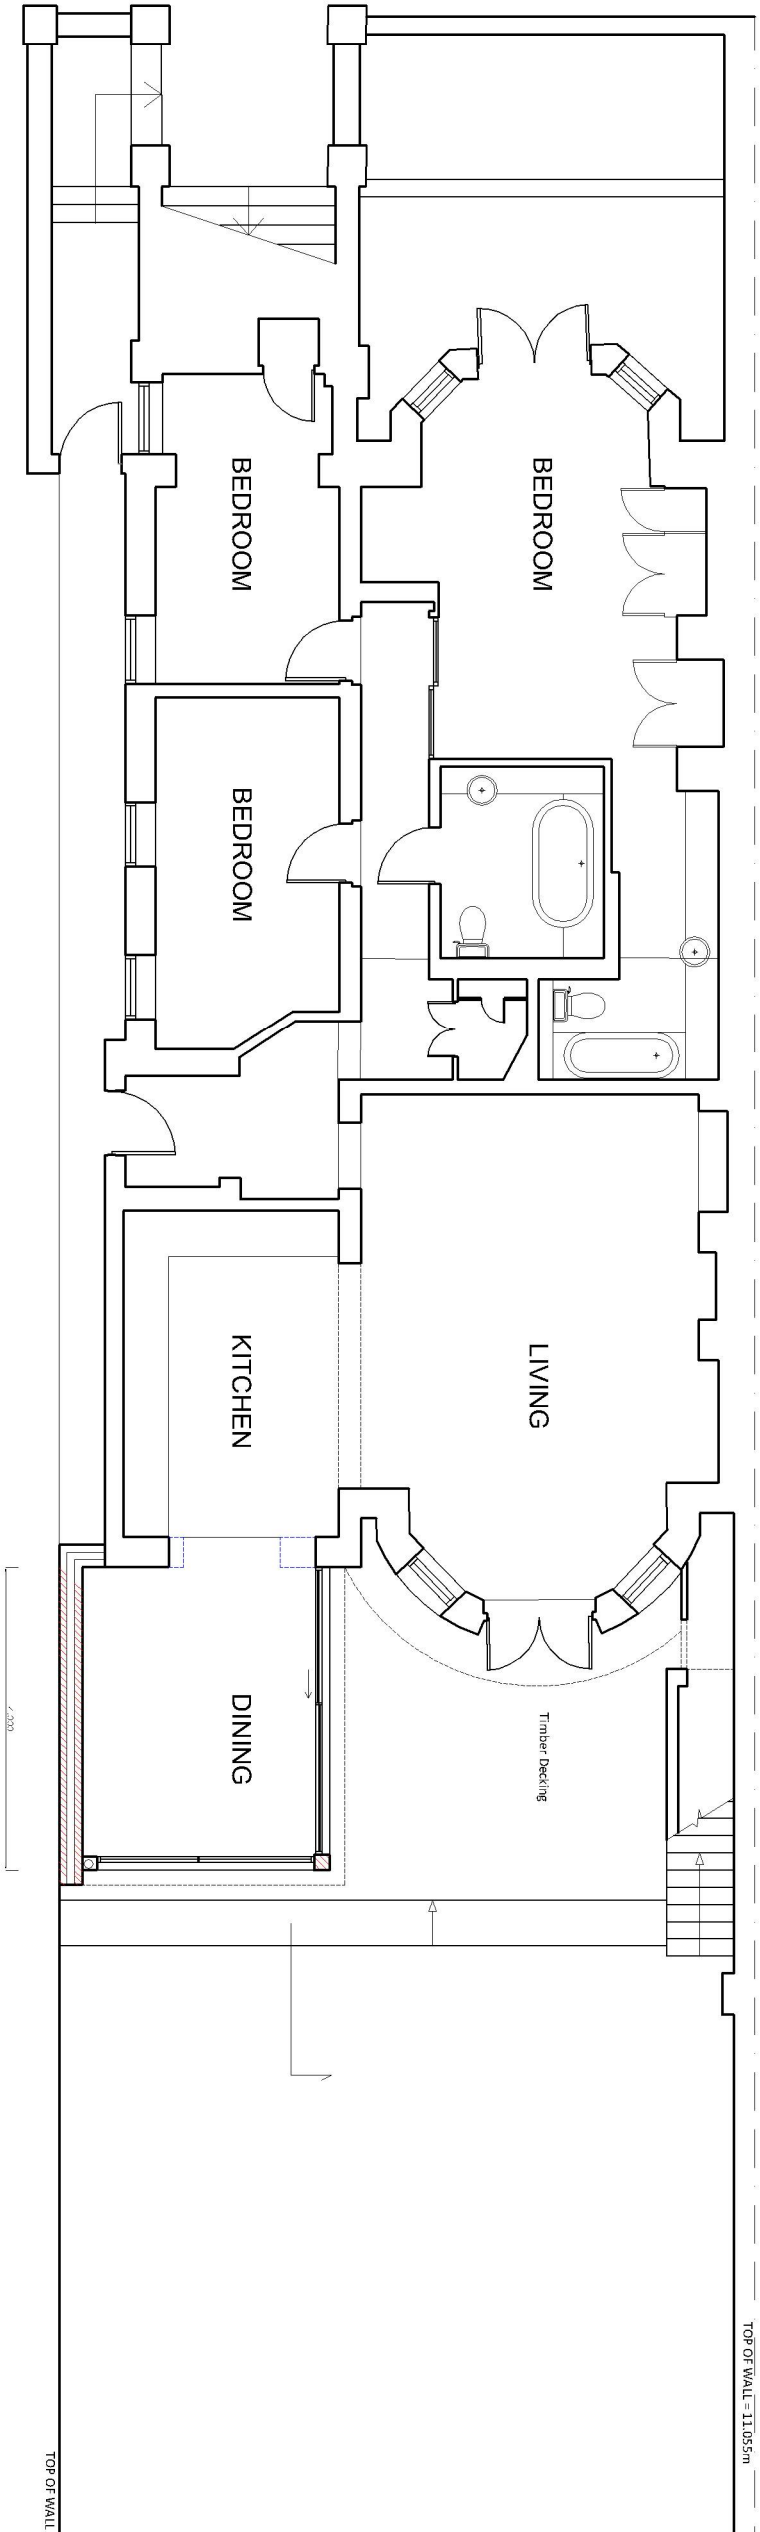 BEDROOM
BEDROOM
BEDROOM
LIVING
KITCHEN
DINING
Timber Decking
TOP OF WALL = 11.055m
TOP OF WALL